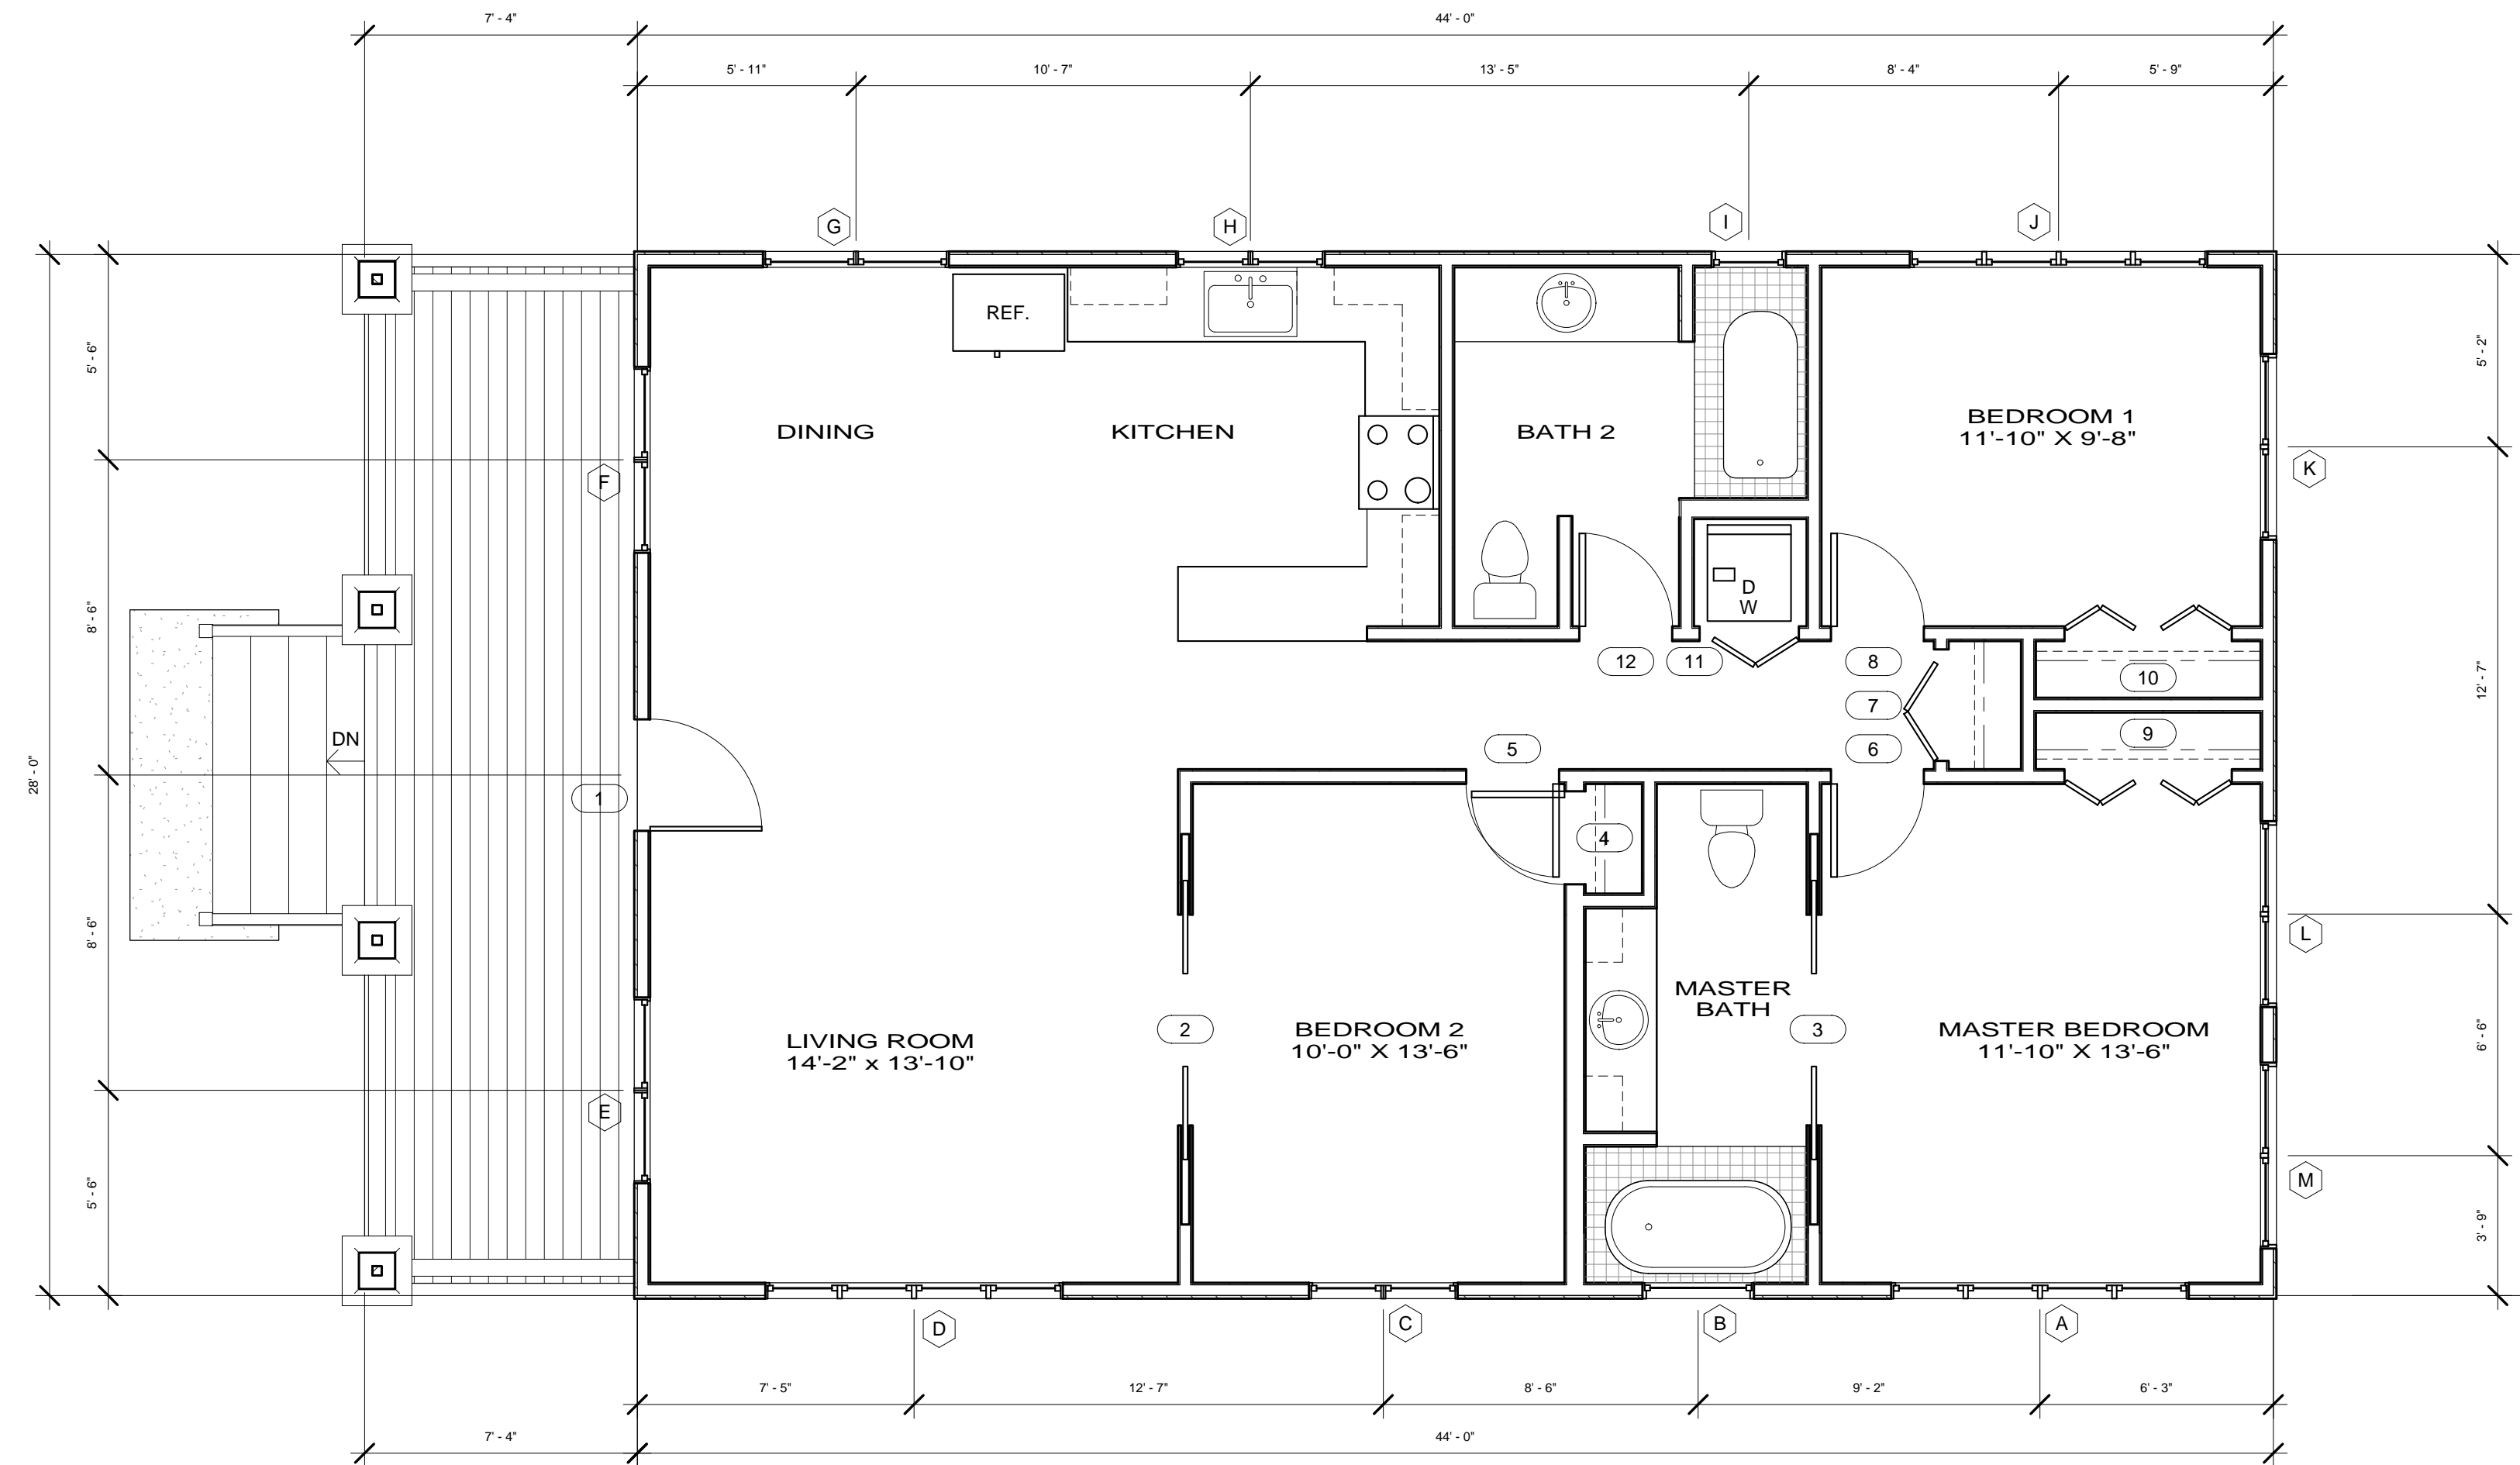 7' - 4"
44' - 0"
5' - 11"
10' - 7"
13' - 5"
8' - 4"
5' - 9"
G
H
I
J
REF.
DINING
KITCHEN
BATH 2
BEDROOM 1
11'-10" X 9'-8"
5' - 6"
5' - 2"
F
K
D
W
8' - 6"
12
11
8
10
7
12' - 7"
DN
5
6
9
28' - 0"
1
4
8' - 6"
L
MASTER
BATH
LIVING ROOM
14'-2" x 13'-10"
2
BEDROOM 2
10'-0" X 13'-6"
3
MASTER BEDROOM
11'-10" X 13'-6"
6' - 6"
E
M
5' - 6"
3' - 9"
D
C
B
A
7' - 5"
12' - 7"
8' - 6"
9' - 2"
6' - 3"
7' - 4"
44' - 0"